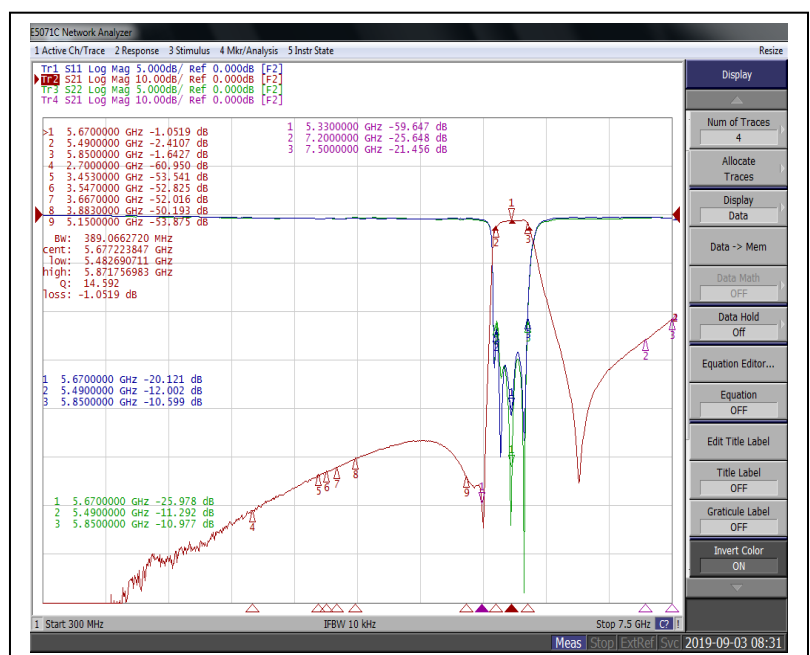 E5071C Network Analyzer
1 Active Ch/Trace 2 Response 3 Stimulus 4 Mkr/Analysis 5 Instr State
Resize
Tr1 S11 Log Mag 5.000dB/ Ref 0.000dB [F2]
Tr2 S21 Log Mag 10.00dB/ Ref 0.000dB [F2]
Tr3 S22 Log Mag 5.000dB/ Ref 0.000dB [F2]
Tr4 S21 Log Mag 10.00dB/ Ref 0.000dB [F2]
>1 5.6700000 GHz -1.0519 dB
2 5.4900000 GHz -2.4107 dB
3 5.8500000 GHz -1.6427 dB
4 2.7000000 GHz -60.950 dB
5 3.4530000 GHz -53.541 dB
6 3.5470000 GHz -52.825 dB
7 3.6670000 GHz -52.016 dB
8 3.8830000 GHz -50.193 dB
9 5.1500000 GHz -53.875 dB
BW: 389.0662720 MHz
cent: 5.677223847 GHz
low: 5.482690711 GHz
high: 5.871756983 GHz
Q: 14.592
loss: -1.0519 dB
1 5.3300000 GHz -59.647 dB
2 7.2000000 GHz -25.648 dB
3 7.5000000 GHz -21.456 dB
1 5.6700000 GHz -20.121 dB
2 5.4900000 GHz -12.002 dB
3 5.8500000 GHz -10.599 dB
1 5.6700000 GHz -25.978 dB
2 5.4900000 GHz -11.292 dB
3 5.8500000 GHz -10.977 dB
1
2
3
4
5
6
7
8
9
1
2
3
1 Start 300 MHz
IFBW 10 kHz
Stop 7.5 GHz C? !
Display
Num of Traces
4
Allocate
Traces
Display
Data
Data -> Mem
Data Math
OFF
Data Hold
Off
Equation Editor...
Equation
OFF
Edit Title Label
Title Label
OFF
Graticule Label
OFF
Invert Color
ON
Meas Stop ExtRef Svc 2019-09-03 08:31